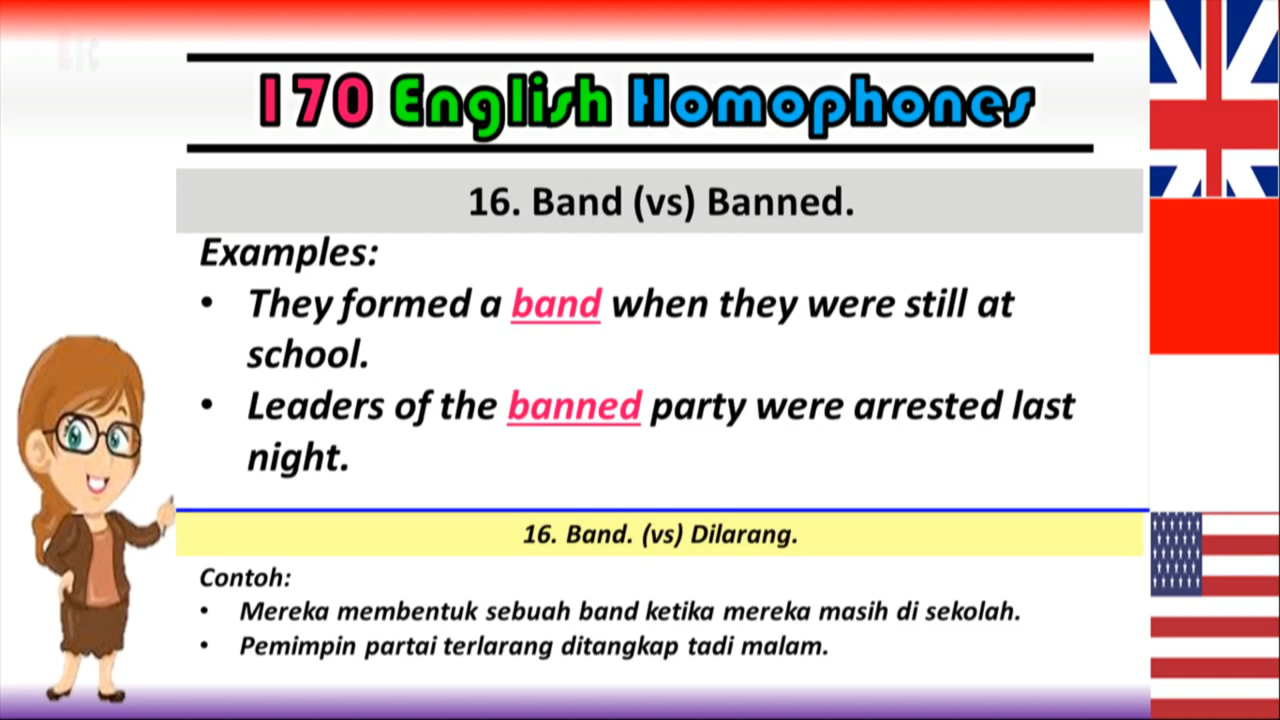 170 English Homophones
16. Band (vs) Banned.
Examples:
• They formed a band when they were still at
school.
• Leaders of the banned party were arrested last
night.
16. Band. (vs) Dilarang.
Contoh:
• Mereka membentuk sebuah band ketika mereka masih di sekolah.
• Pemimpin partai terlarang ditangkap tadi malam.